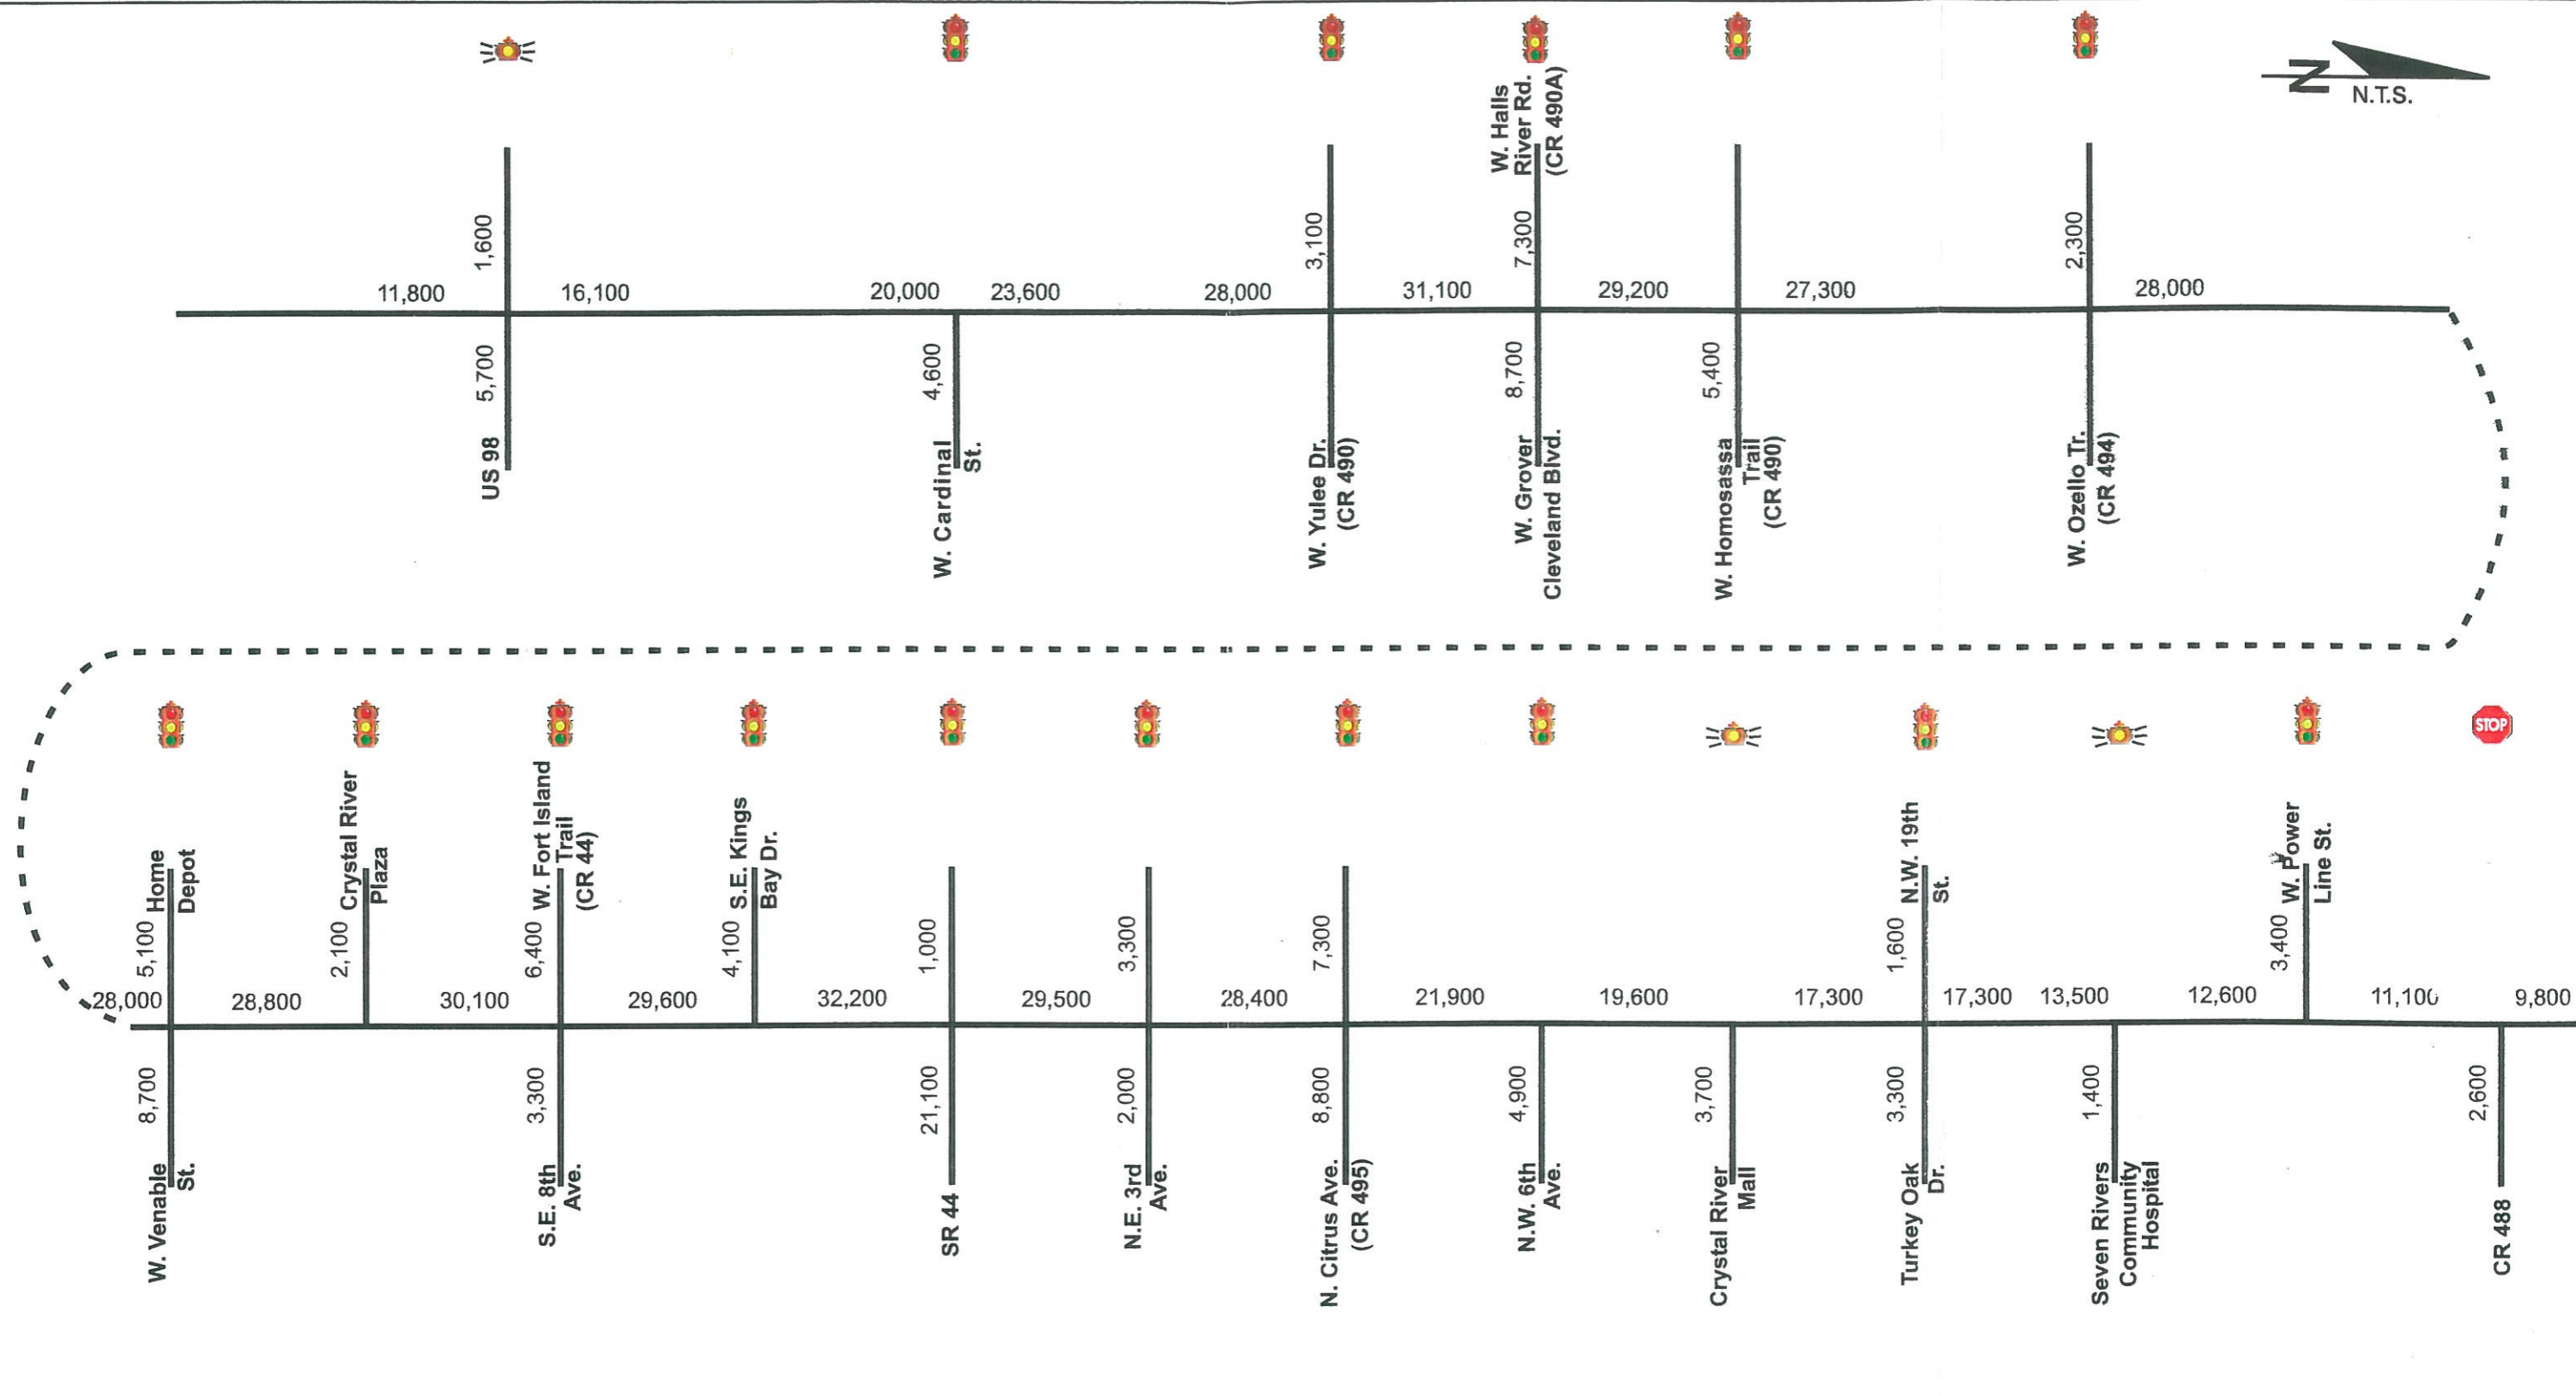 N
N.T.S.
W. Halls
River Rd.
(CR 490A)
1,600
3,100
7,300
2,300
11,800
16,100
20,000
23,600
28,000
31,100
29,200
27,300
28,000
5,700
4,600
8,700
5,400
US 98
W. Cardinal
St.
W. Yulee Dr.
(CR 490)
W. Grover
Cleveland Blvd.
W. Homosassa
Trail
(CR 490)
W. Ozello Tr.
(CR 494)
STOP
Home
Depot
Crystal River
Plaza
W. Fort Island
Trail
(CR 44)
S.E. Kings
Bay Dr.
N.W. 19th
St.
W. Power
Line St.
5,100
2,100
6,400
4,100
1,000
3,300
7,300
1,600
3,400
28,000
28,800
30,100
29,600
32,200
29,500
28,400
21,900
19,600
17,300
17,300
13,500
12,600
11,100
9,800
8,700
3,300
21,100
2,000
8,800
4,900
3,700
3,300
1,400
2,600
W. Venable
St.
S.E. 8th
Ave.
SR 44
N.E. 3rd
Ave.
N. Citrus Ave.
(CR 495)
N.W. 6th
Ave.
Crystal River
Mall
Turkey Oak
Dr.
Seven Rivers
Community
Hospital
CR 488